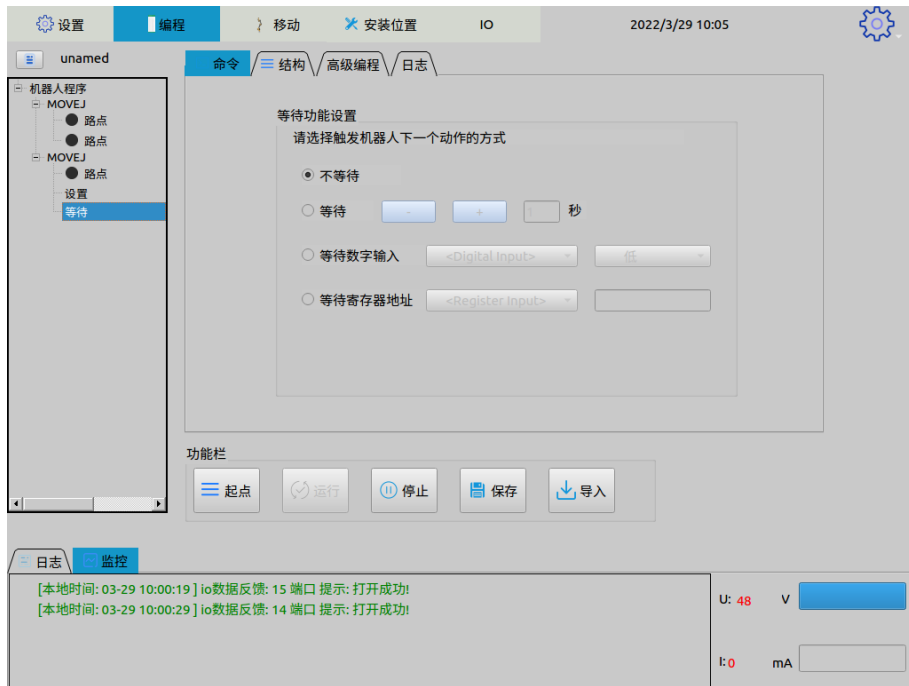 设置 编程 移动 安装位置 IO 2022/3/29 10:05
unamed
命令 结构 高级编程 日志
机器人程序
MOVEJ
路点
路点
MOVEJ
路点
设置
等待
等待功能设置
请选择触发机器人下一个动作的方式
不等待
等待 - + 秒
等待数字输入 <Digital Input> 低
等待寄存器地址 <Register Input>
功能栏
起点 运行 停止 保存 导入
日志 监控
[本地时间: 03-29 10:00:19 ] io数据反馈: 15 端口 提示: 打开成功!
[本地时间: 03-29 10:00:29 ] io数据反馈: 14 端口 提示: 打开成功!
U: 48 V
I: 0 mA